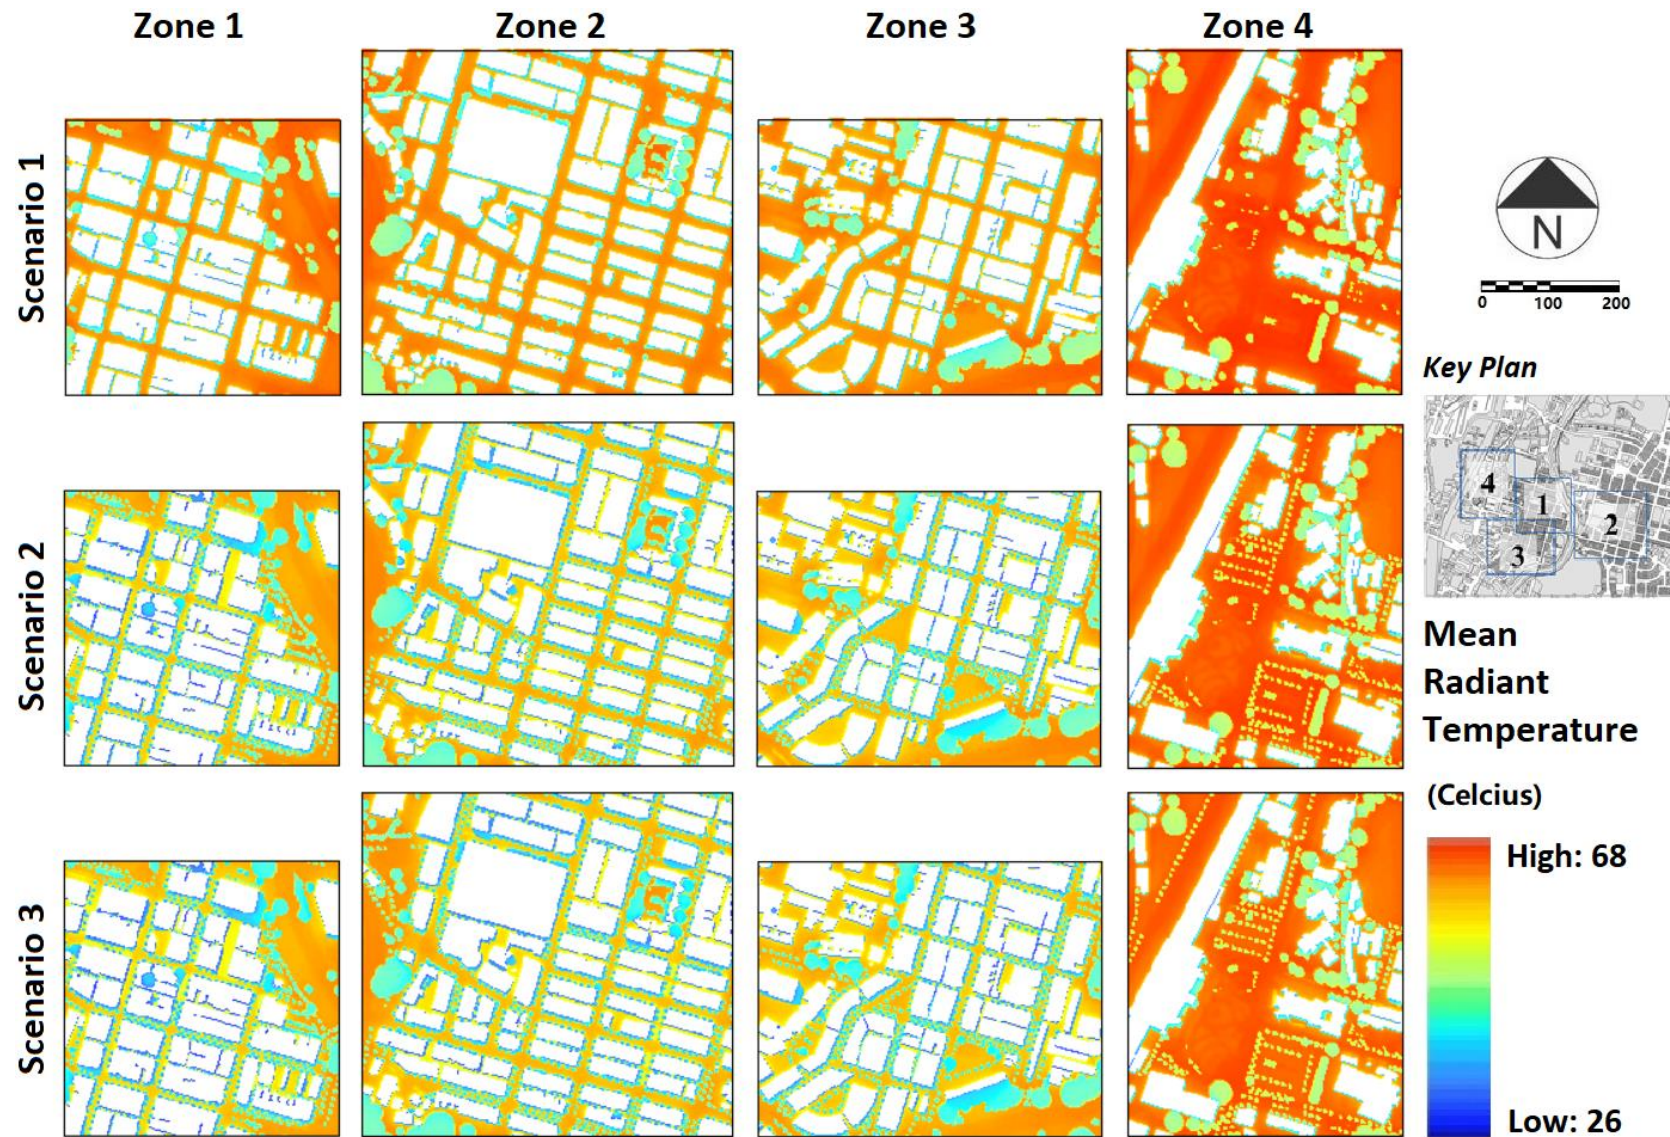 Zone 1 Zone 2 Zone 3 Zone 4
Scenario 1
Scenario 2
Scenario 3
N
0 100 200
Key Plan
4
1
2
3
Mean
Radiant
Temperature
(Celcius)
High: 68
Low: 26